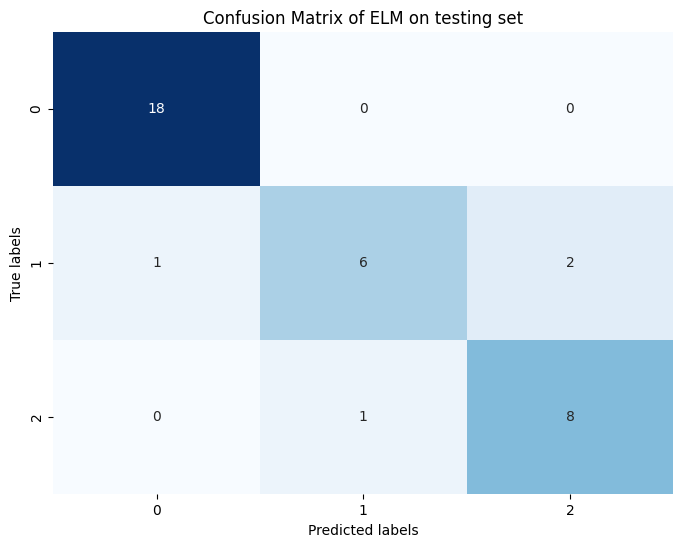 Confusion Matrix of ELM on testing set
True labels
0 18 0 0
1 1 6 2
2 0 1 8
0 1 2
Predicted labels